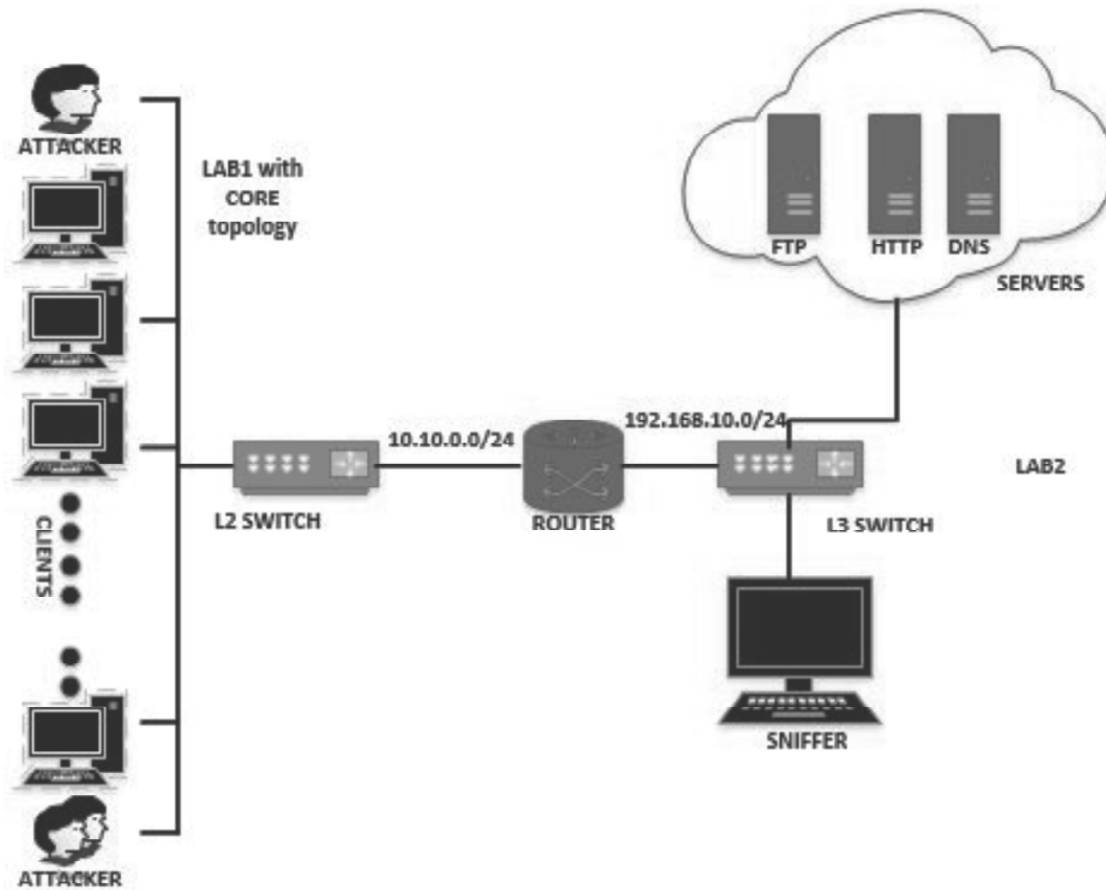 ATTACKER
LAB1 with
CORE
topology
FTP
HTTP
DNS
SERVERS
10.10.0.0/24
192.168.10.0/24
L2 SWITCH
ROUTER
L3 SWITCH
LAB2
CLIENTS
SNIFFER
ATTACKER